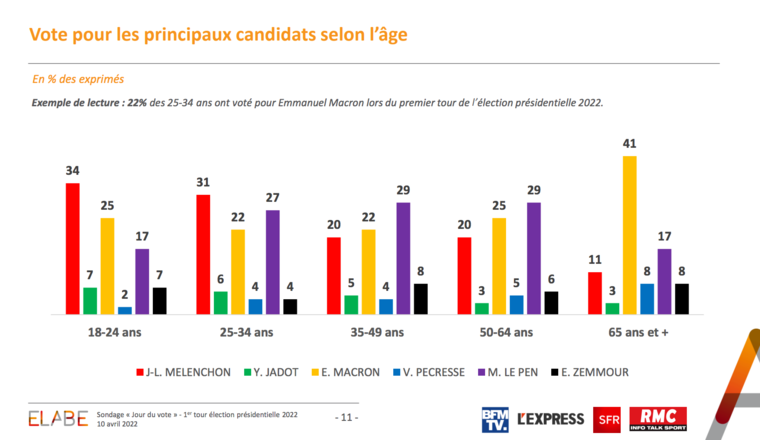 Vote pour les principaux candidats selon l’âge
En % des exprimés
Exemple de lecture : 22% des 25-34 ans ont voté pour Emmanuel Macron lors du premier tour de l’élection présidentielle 2022.
34 7 25 2 17 7
31 6 22 4 27 4
20 5 22 4 29 8
20 3 25 5 29 6
11 3 41 8 17 8
18-24 ans 25-34 ans 35-49 ans 50-64 ans 65 ans et +
J-L. MELENCHON Y. JADOT E. MACRON V. PECRESSE M. LE PEN E. ZEMMOUR
ELABE
Sondage « Jour du vote » - 1er tour élection présidentielle 2022
10 avril 2022
- 11 -
BFM
TV.
L'EXPRESS
SFR
RMC
INFO TALK SPORT